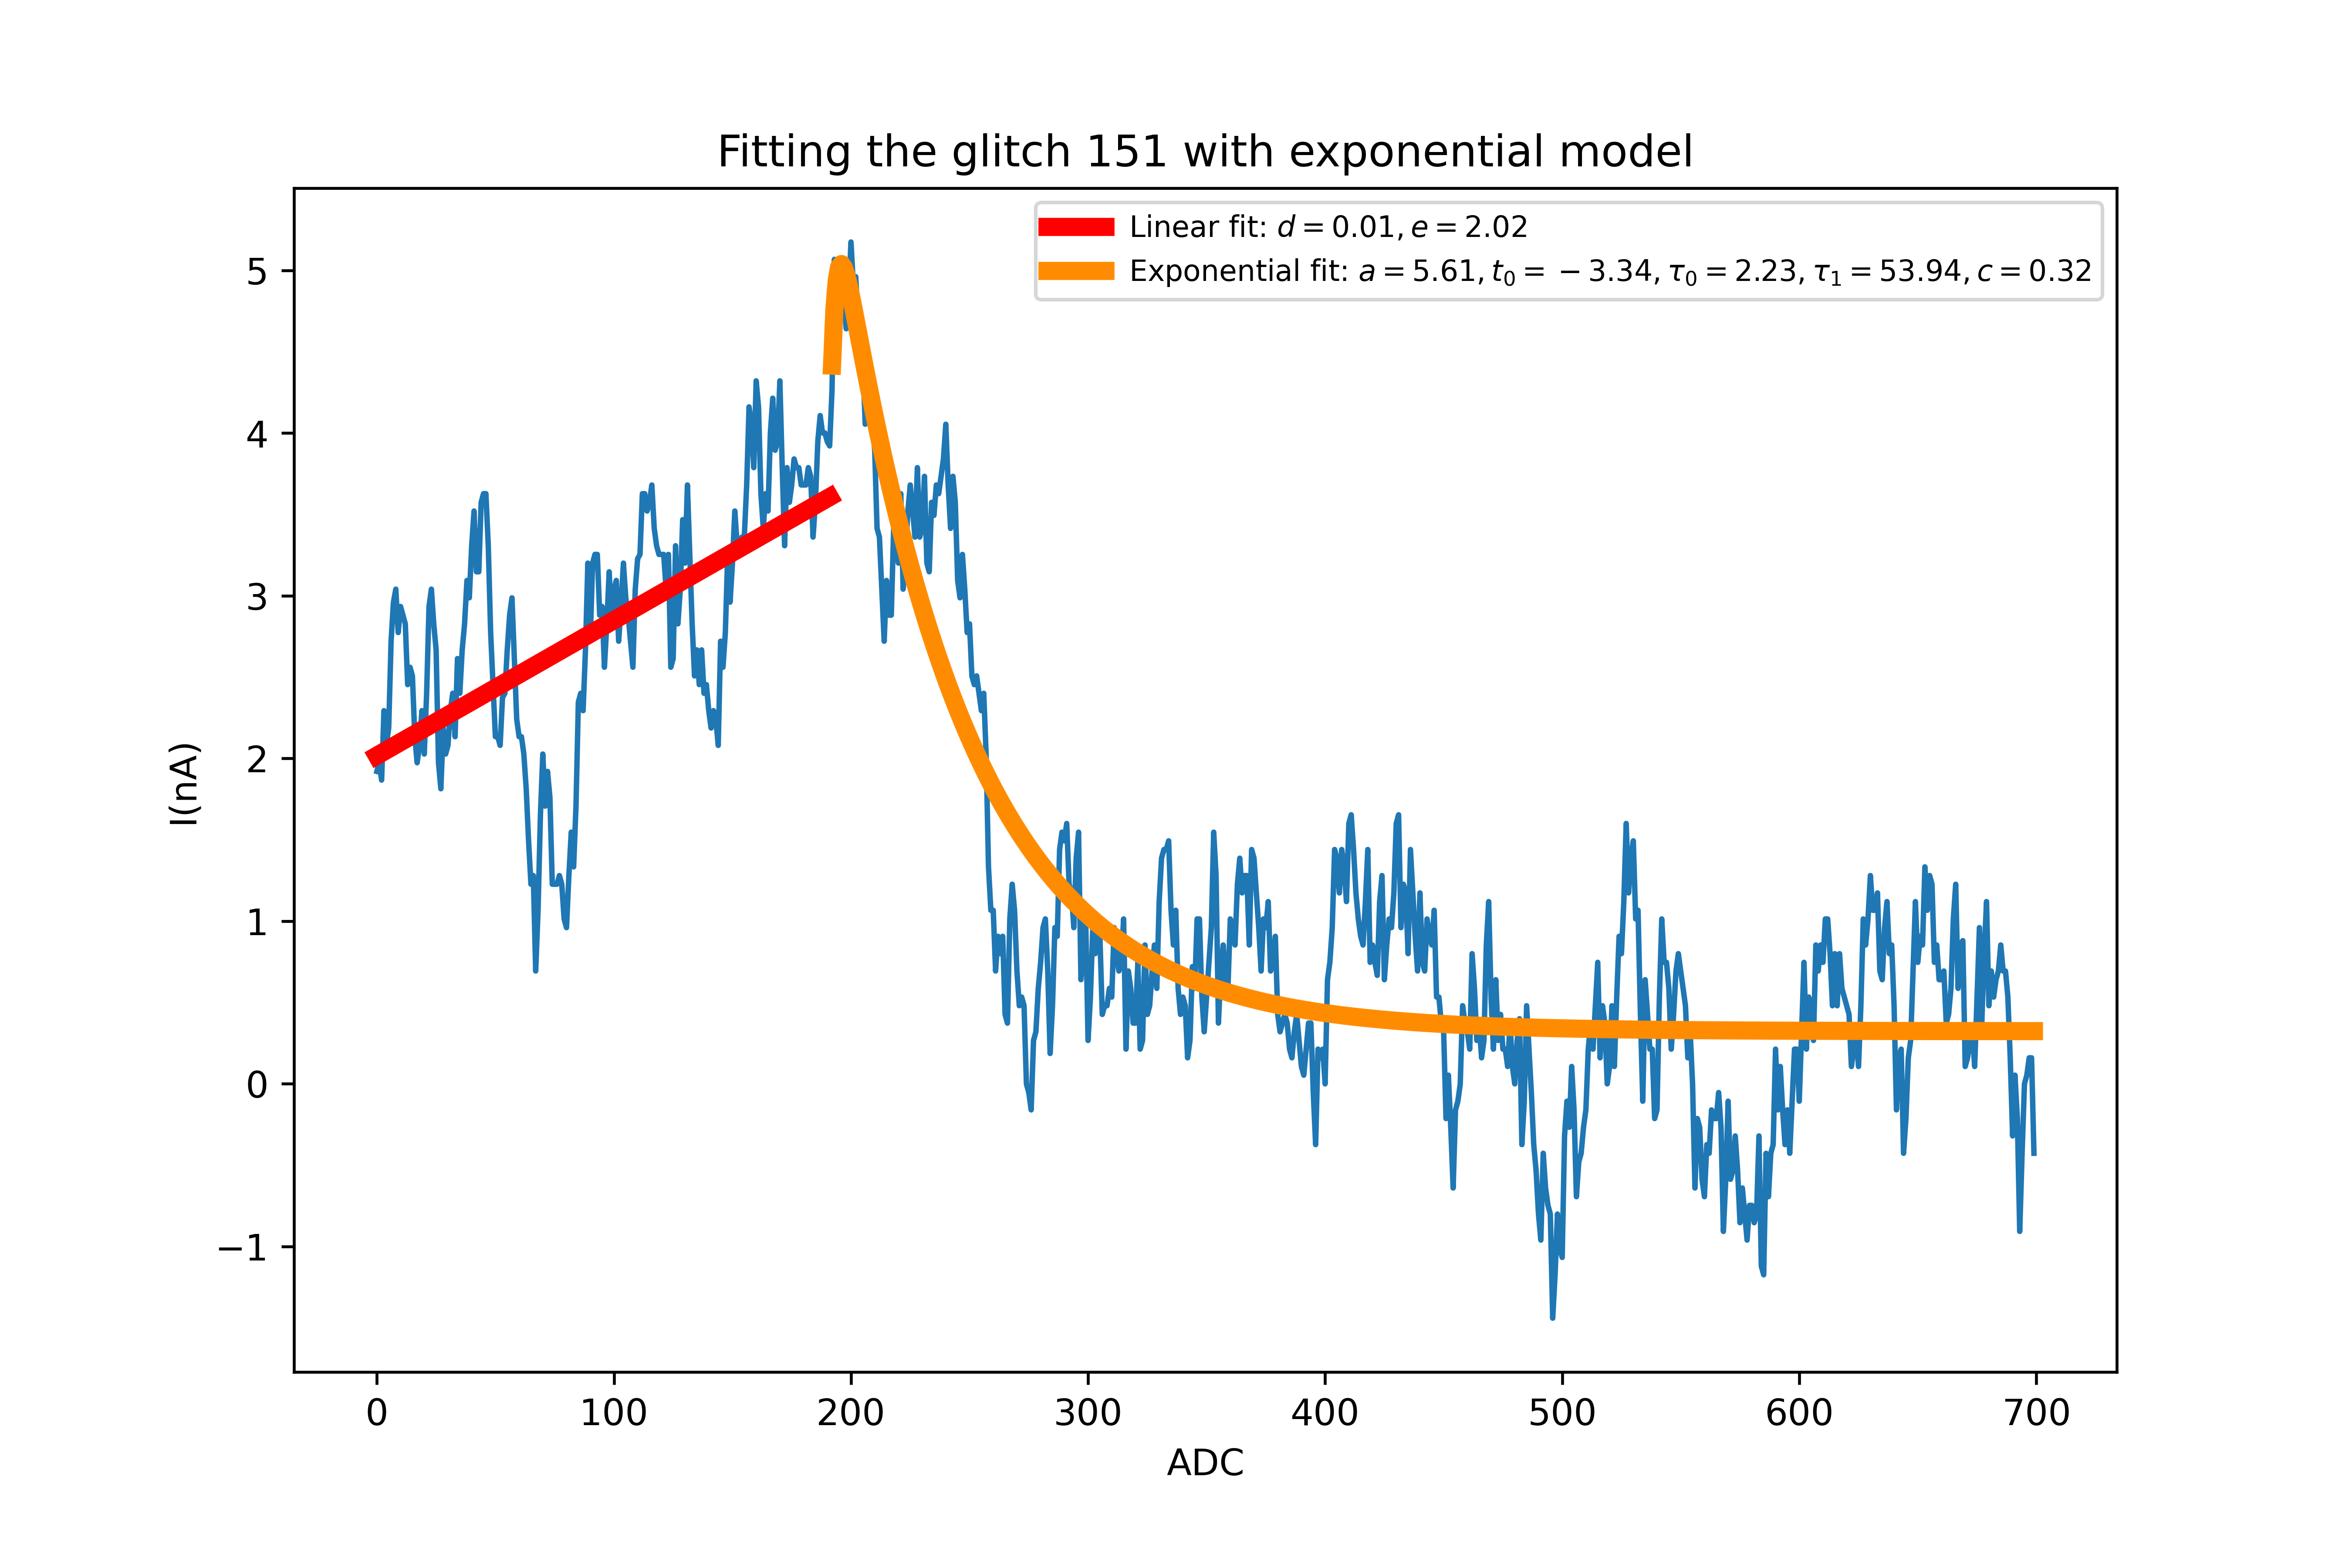 Fitting the glitch 151 with exponential model
Linear fit: d = 0.01, e = 2.02
Exponential fit: a = 5.61, t₀ = −3.34, τ₀ = 2.23, τ₁ = 53.94, c = 0.32
5
4
3
2
1
0
−1
I(nA)
0 100 200 300 400 500 600 700
ADC